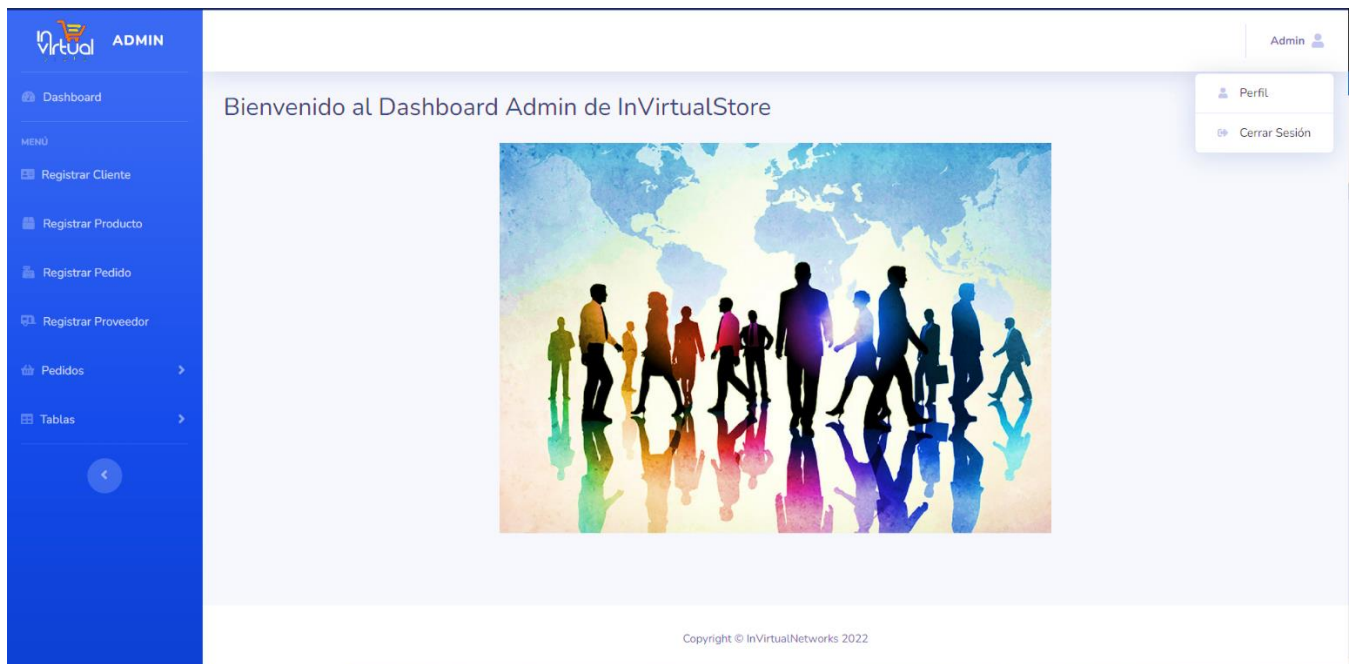 In
Virtual
ADMIN
Admin
Dashboard
Perfil
Bienvenido al Dashboard Admin de InVirtualStore
Cerrar Sesión
MENÚ
Registrar Cliente
Registrar Producto
Registrar Pedido
Registrar Proveedor
Pedidos
Tablas
Copyright © InVirtualNetworks 2022